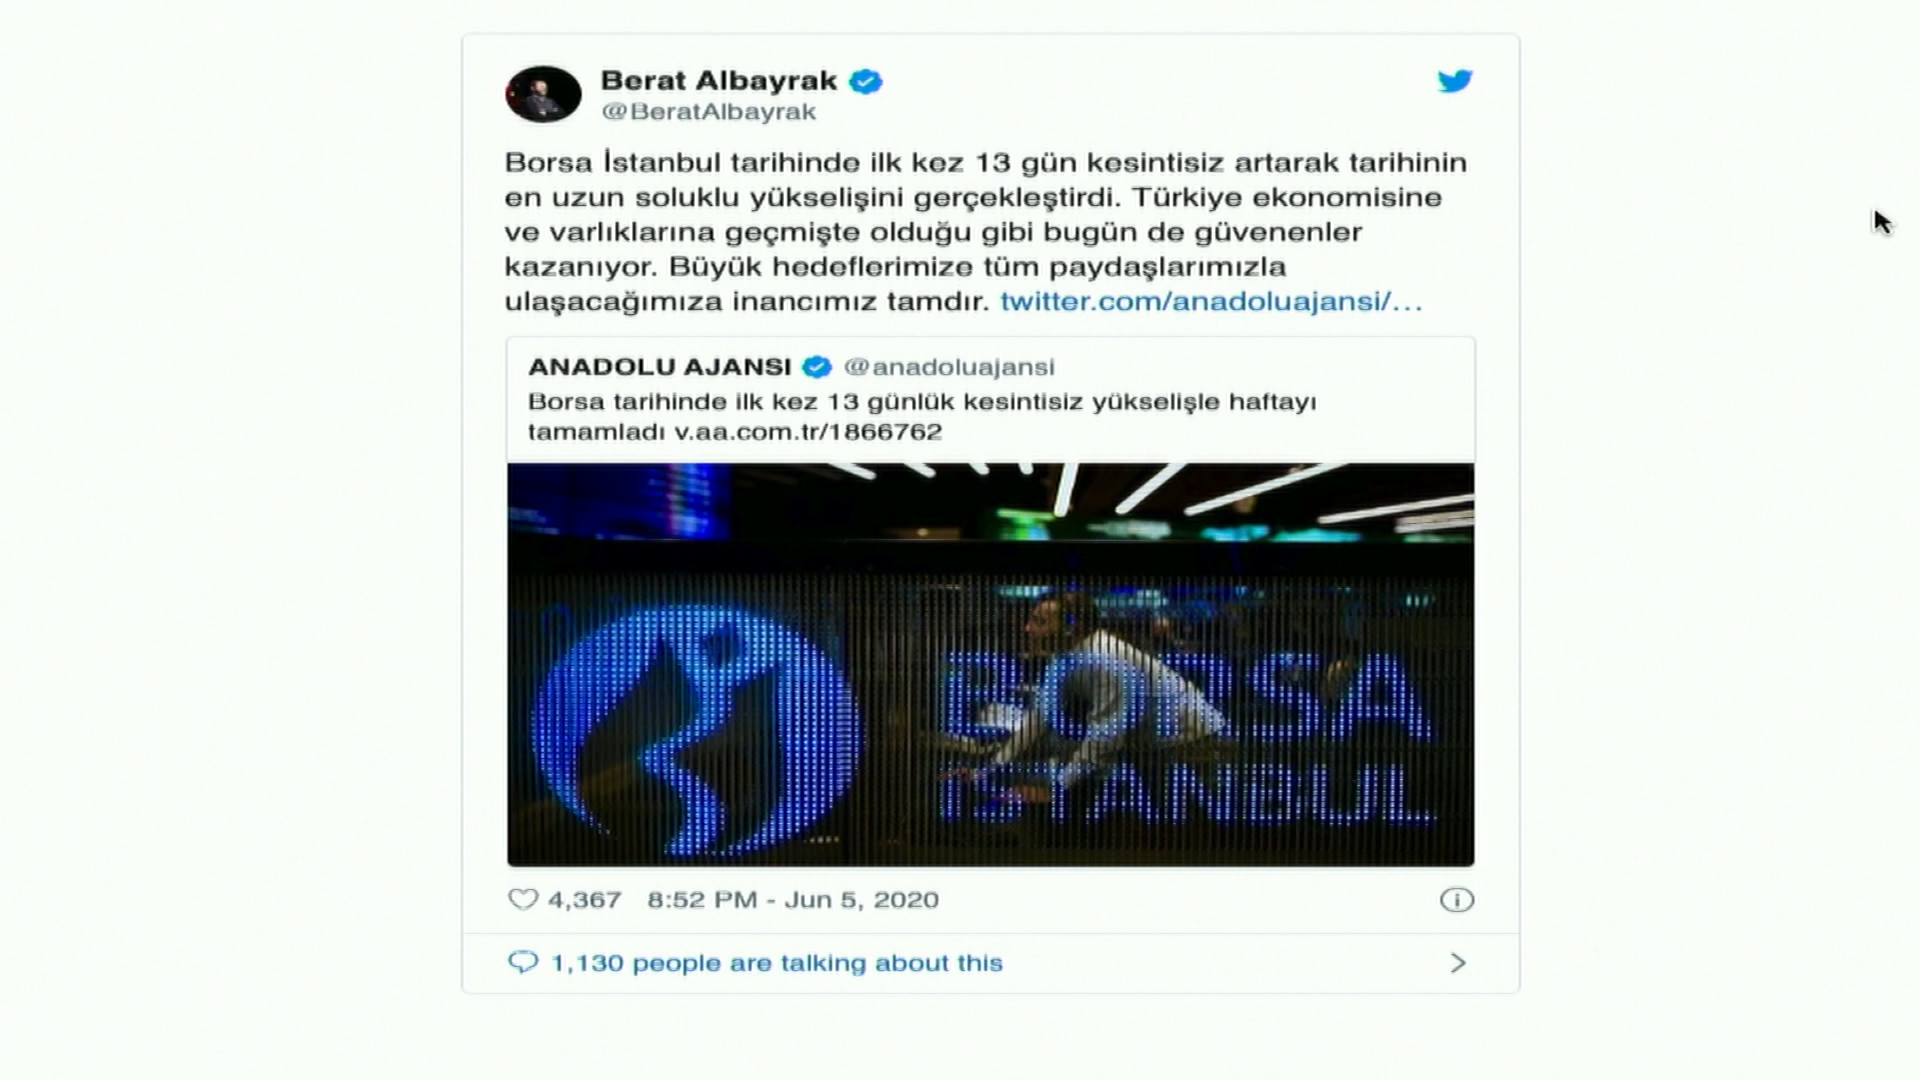 Berat Albayrak
@BeratAlbayrak
Borsa İstanbul tarihinde ilk kez 13 gün kesintisiz artarak tarihinin
en uzun soluklu yükselişini gerçekleştirdi. Türkiye ekonomisine
ve varlıklarına geçmişte olduğu gibi bugün de güvenenler
kazanıyor. Büyük hedeflerimize tüm paydaşlarımızla
ulaşacağımıza inancımız tamdır. twitter.com/anadoluajansi/…
ANADOLU AJANSI @anadoluajansi
Borsa tarihinde ilk kez 13 günlük kesintisiz yükselişle haftayı
tamamladı v.aa.com.tr/1866762
BORSA
ISTANBUL
4,367 8:52 PM - Jun 5, 2020
1,130 people are talking about this